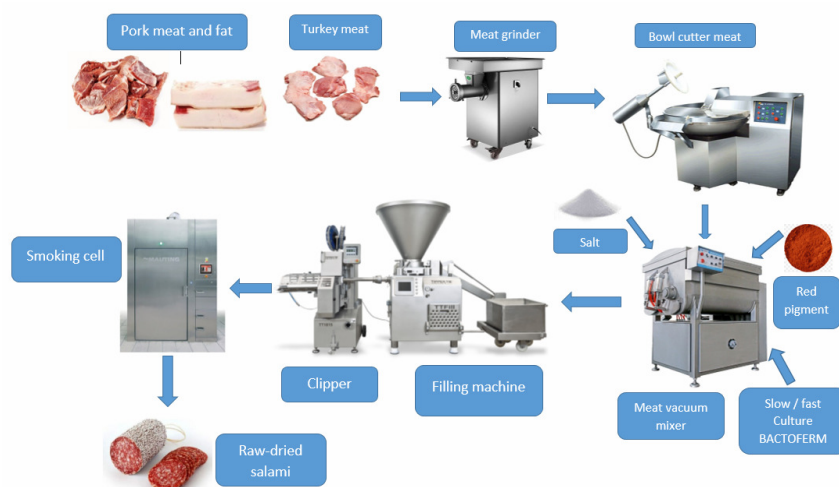 Pork meat and fat
Turkey meat
Meat grinder
Bowl cutter meat
Salt
Red
pigment
Smoking cell
Clipper
Filling machine
Meat vacuum
mixer
Slow / fast
Culture
BACTOFERM
Raw-dried
salami